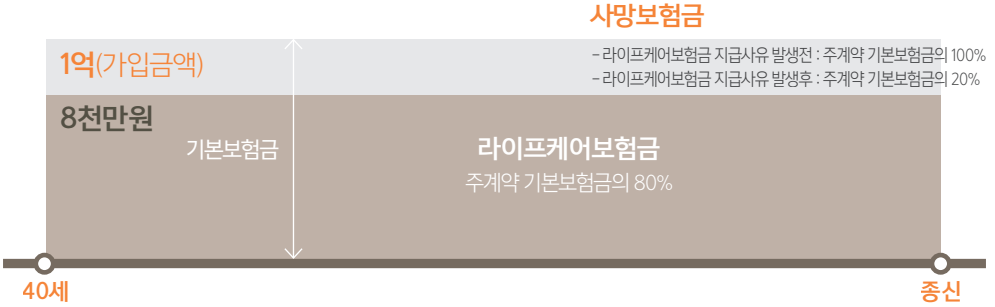 사망보험금
1억(가입금액)
- 라이프케어보험금 지급사유 발생전 : 주계약 기본보험금의 100%
- 라이프케어보험금 지급사유 발생후 : 주계약 기본보험금의 20%
8천만원
기본보험금
라이프케어보험금
주계약 기본보험금의 80%
40세
종신